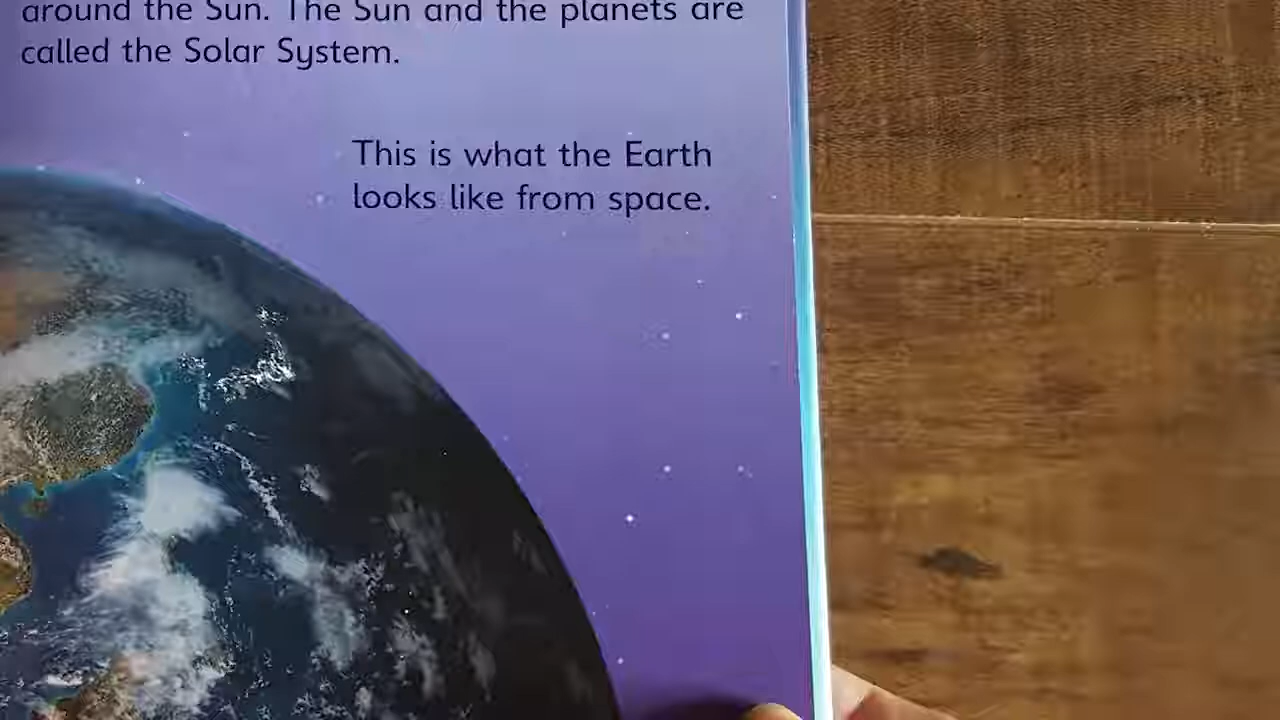 around the Sun. The Sun and the planets are
called the Solar System.
This is what the Earth
looks like from space.